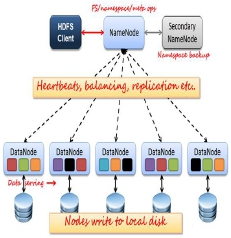 FS/namespace/meta ops
HDFS
Client
NameNode
Secondary
NameNode
Namespace backup
Heartbeats, balancing, replication etc.
DataNode
DataNode
DataNode
DataNode
DataNode
Data serving
Nodes write to local disk